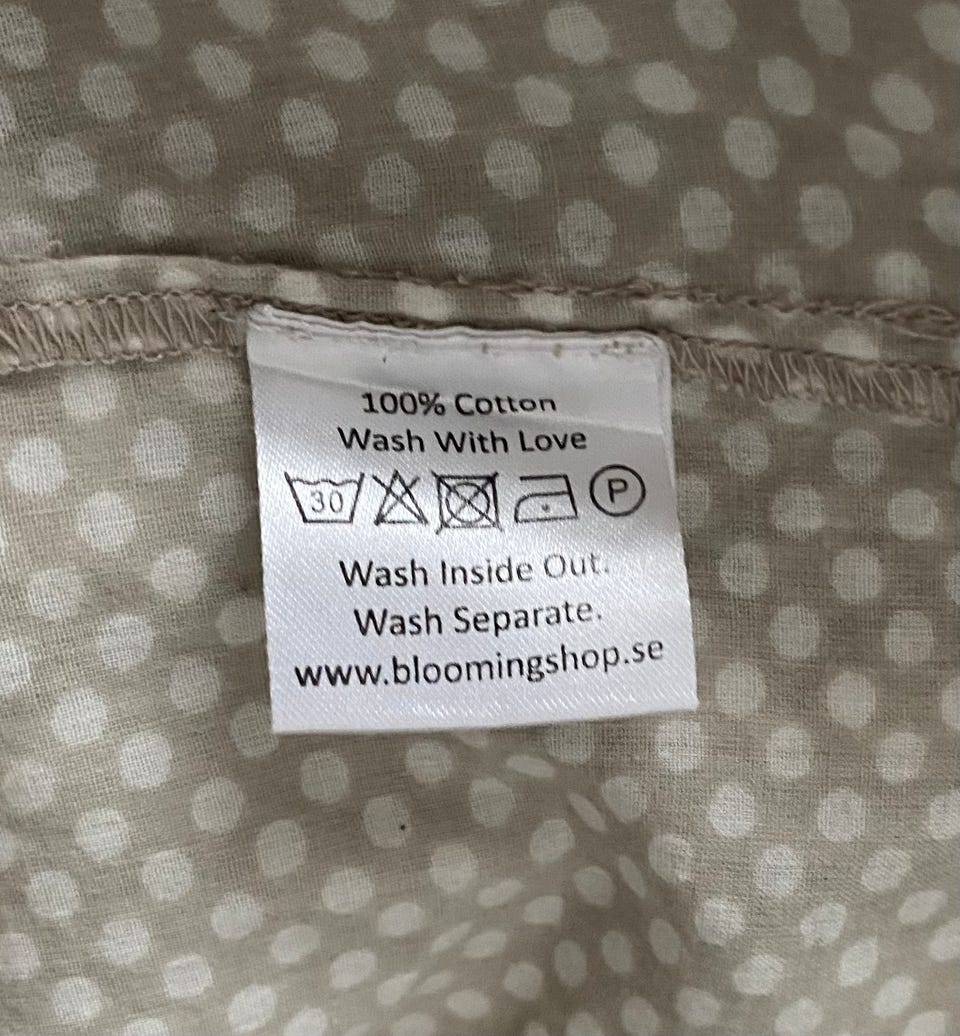 100% Cotton
Wash With Love
30 P
Wash Inside Out.
Wash Separate.
www.bloomingshop.se